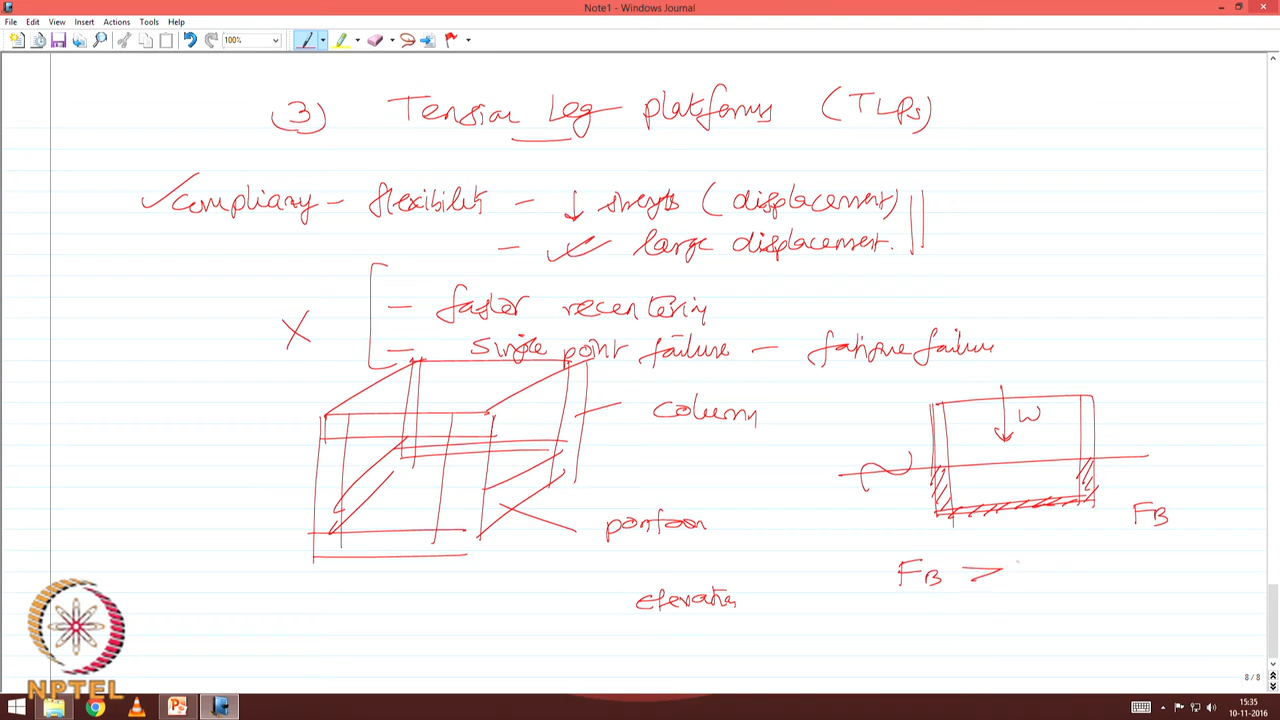 Note1 - Windows Journal
File Edit View Insert Actions Tools Help
100%
(3) Tension Leg platforms (TLPs)
compliancy - flexibility - ↓ stresses (displacement)
- large displacement.
- faster recentering
- single point failure - fatigue failure
column
W
pontoon
FB
FB >
elevation
NPTEL
8 / 8
15:35
10-11-2016